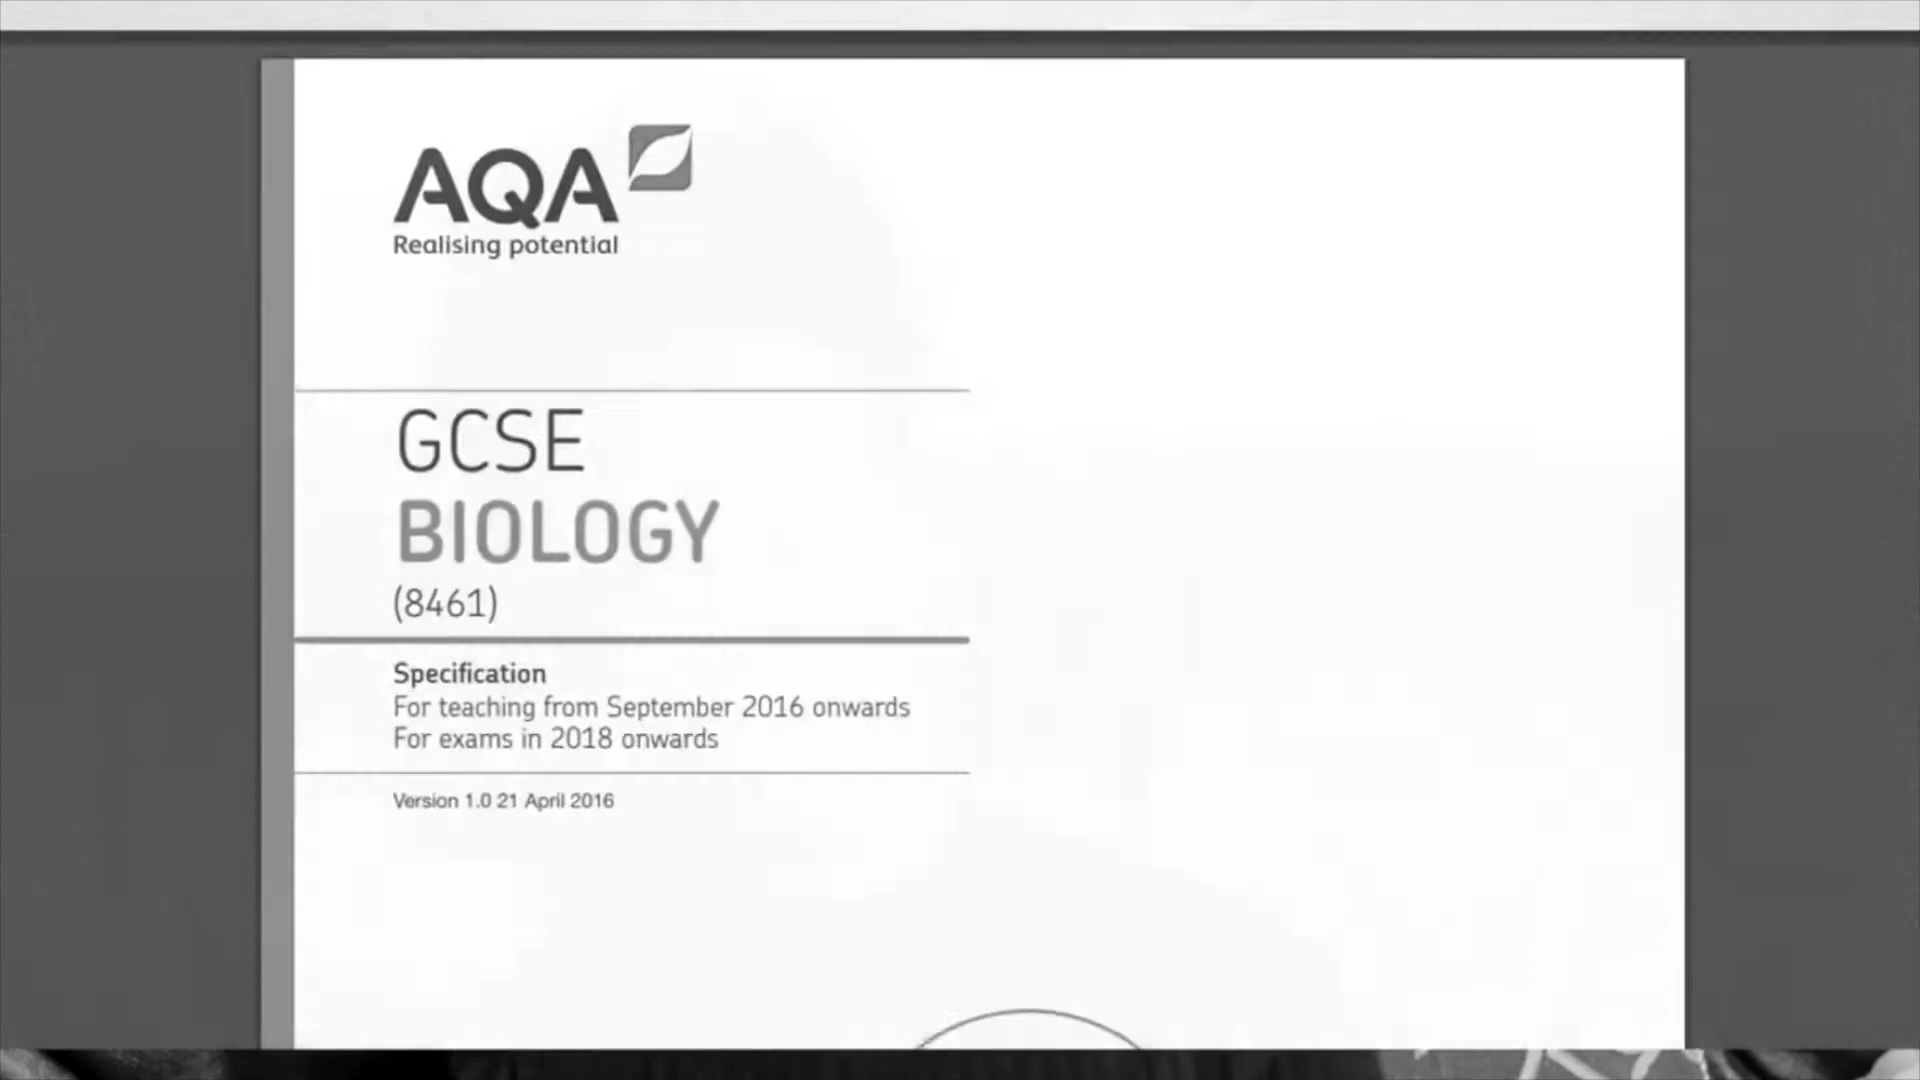 AQA
Realising potential
GCSE
BIOLOGY
(8461)
Specification
For teaching from September 2016 onwards
For exams in 2018 onwards
Version 1.0 21 April 2016